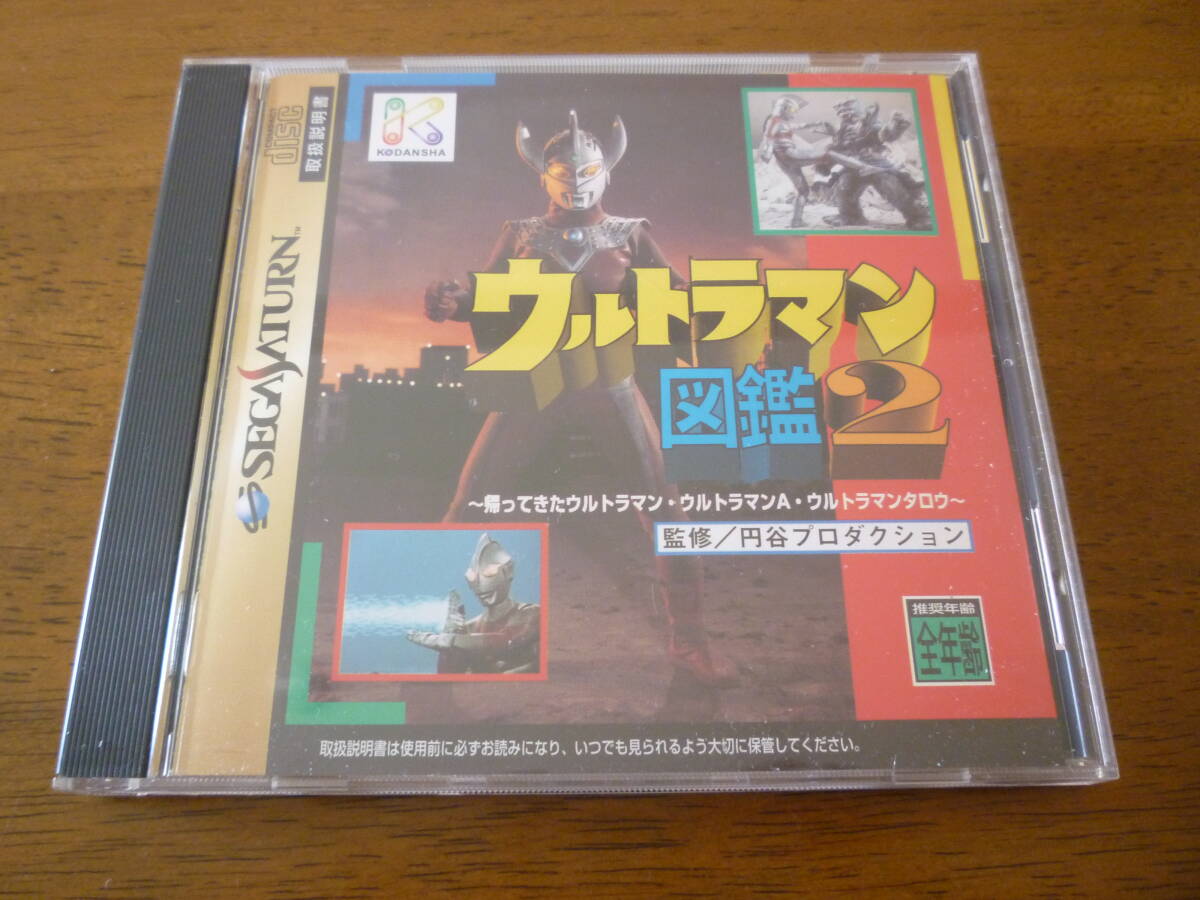 COMPACT
disc
取扱説明書
SEGA SATURN™
KODANSHA
ウルトラマン
図鑑2
～帰ってきたウルトラマン・ウルトラマンA・ウルトラマンタロウ～
監修／円谷プロダクション
推奨年齢
全年齢
取扱説明書は使用前に必ずお読みになり、いつでも見られるよう大切に保管してください。